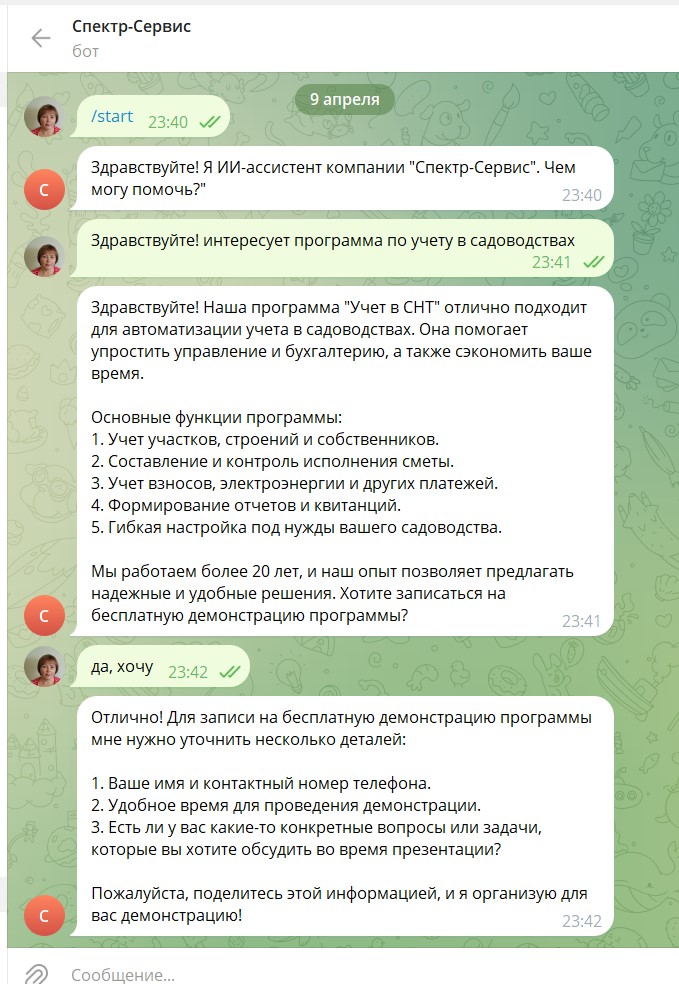 Спектр-Сервис
бот
9 апреля
/start 23:40
Здравствуйте! Я ИИ-ассистент компании "Спектр-Сервис". Чем
могу помочь?"
23:40
С
Здравствуйте! интересует программа по учету в садоводствах
23:41
Здравствуйте! Наша программа "Учет в СНТ" отлично подходит
для автоматизации учета в садоводствах. Она помогает
упростить управление и бухгалтерию, а также сэкономить ваше
время.
Основные функции программы:
1. Учет участков, строений и собственников.
2. Составление и контроль исполнения сметы.
3. Учет взносов, электроэнергии и других платежей.
4. Формирование отчетов и квитанций.
5. Гибкая настройка под нужды вашего садоводства.
Мы работаем более 20 лет, и наш опыт позволяет предлагать
надежные и удобные решения. Хотите записаться на
бесплатную демонстрацию программы?
23:41
С
да, хочу 23:42
Отлично! Для записи на бесплатную демонстрацию программы
мне нужно уточнить несколько деталей:
1. Ваше имя и контактный номер телефона.
2. Удобное время для проведения демонстрации.
3. Есть ли у вас какие-то конкретные вопросы или задачи,
которые вы хотите обсудить во время презентации?
Пожалуйста, поделитесь этой информацией, и я организую для
вас демонстрацию!
23:42
С
Сообщение...